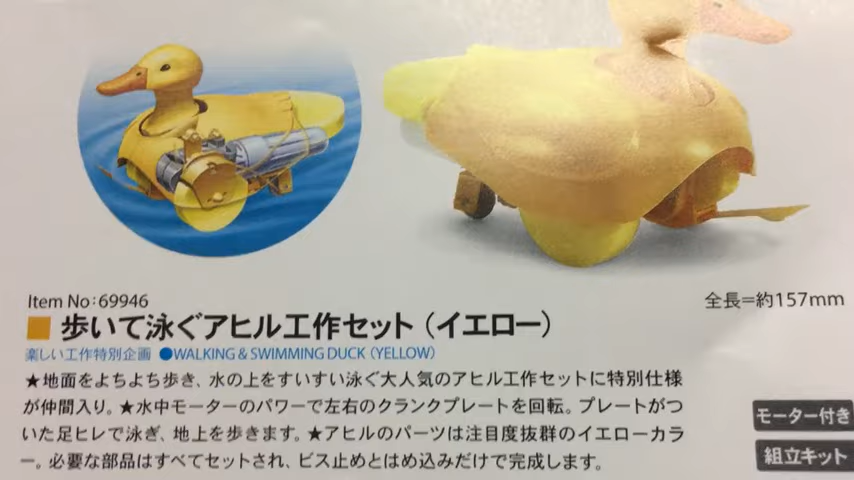 Item No:69946
全長=約157mm
■ 歩いて泳ぐアヒル工作セット（イエロー）
楽しい工作特別企画 ●WALKING & SWIMMING DUCK (YELLOW)
★地面をよちよち歩き、水の上をすいすい泳ぐ大人気のアヒル工作セットに特別仕様
が仲間入り。★水中モーターのパワーで左右のクランクプレートを回転。プレートがつ
いた足ヒレで泳ぎ、地上を歩きます。★アヒルのパーツは注目度抜群のイエローカラ
ー。必要な部品はすべてセットされ、ビス止めとはめ込みだけで完成します。
モーター付き
組立キット